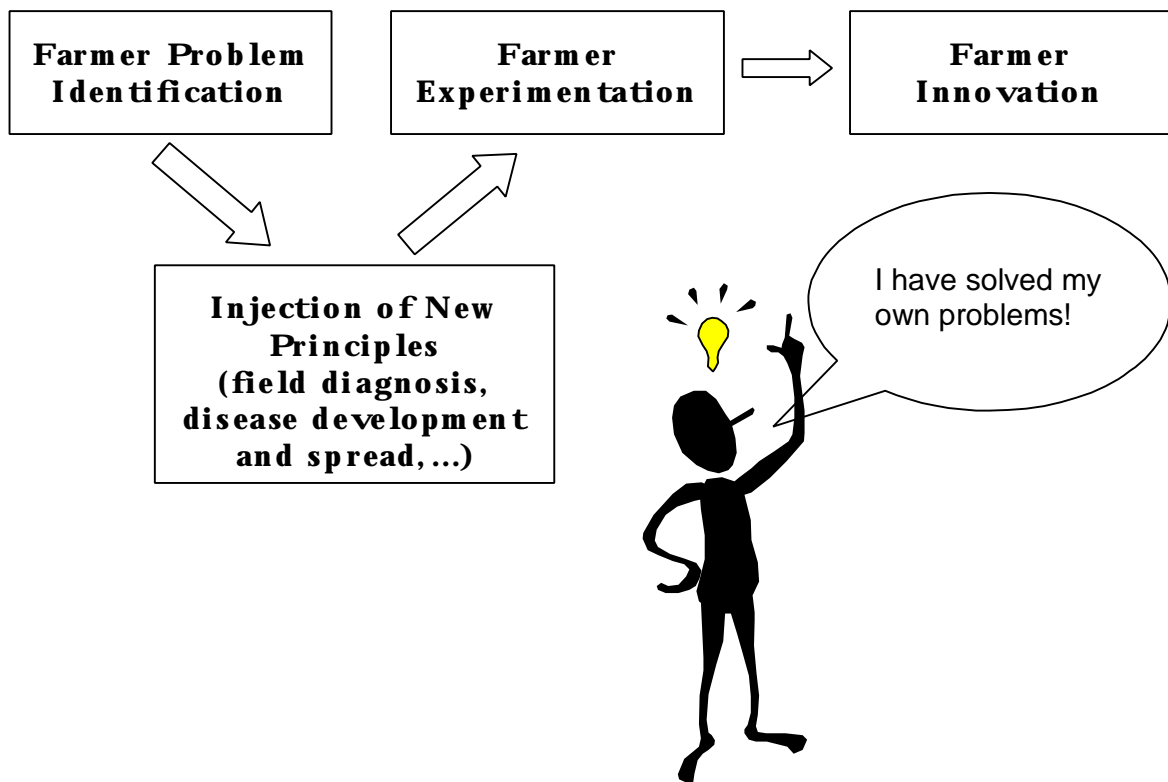 Farmer Problem
Identification
Farmer
Experimentation
Farmer
Innovation
Injection of New
Principles
(field diagnosis,
disease development
and spread, ...)
I have solved my
own problems!